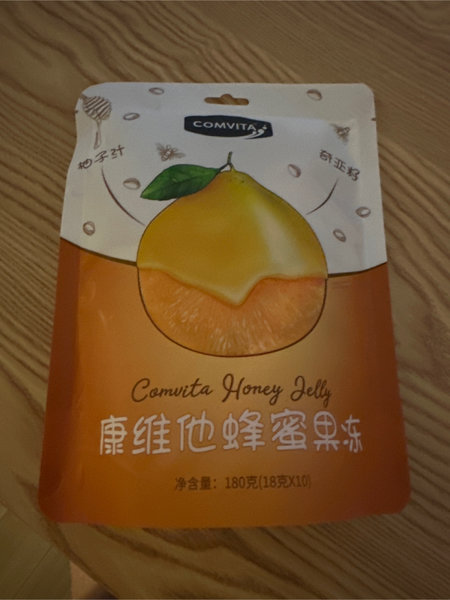 COMVITA
柚子汁
奇亚籽
Comvita Honey Jelly
康维他蜂蜜果冻
净含量：180克(18克X10)